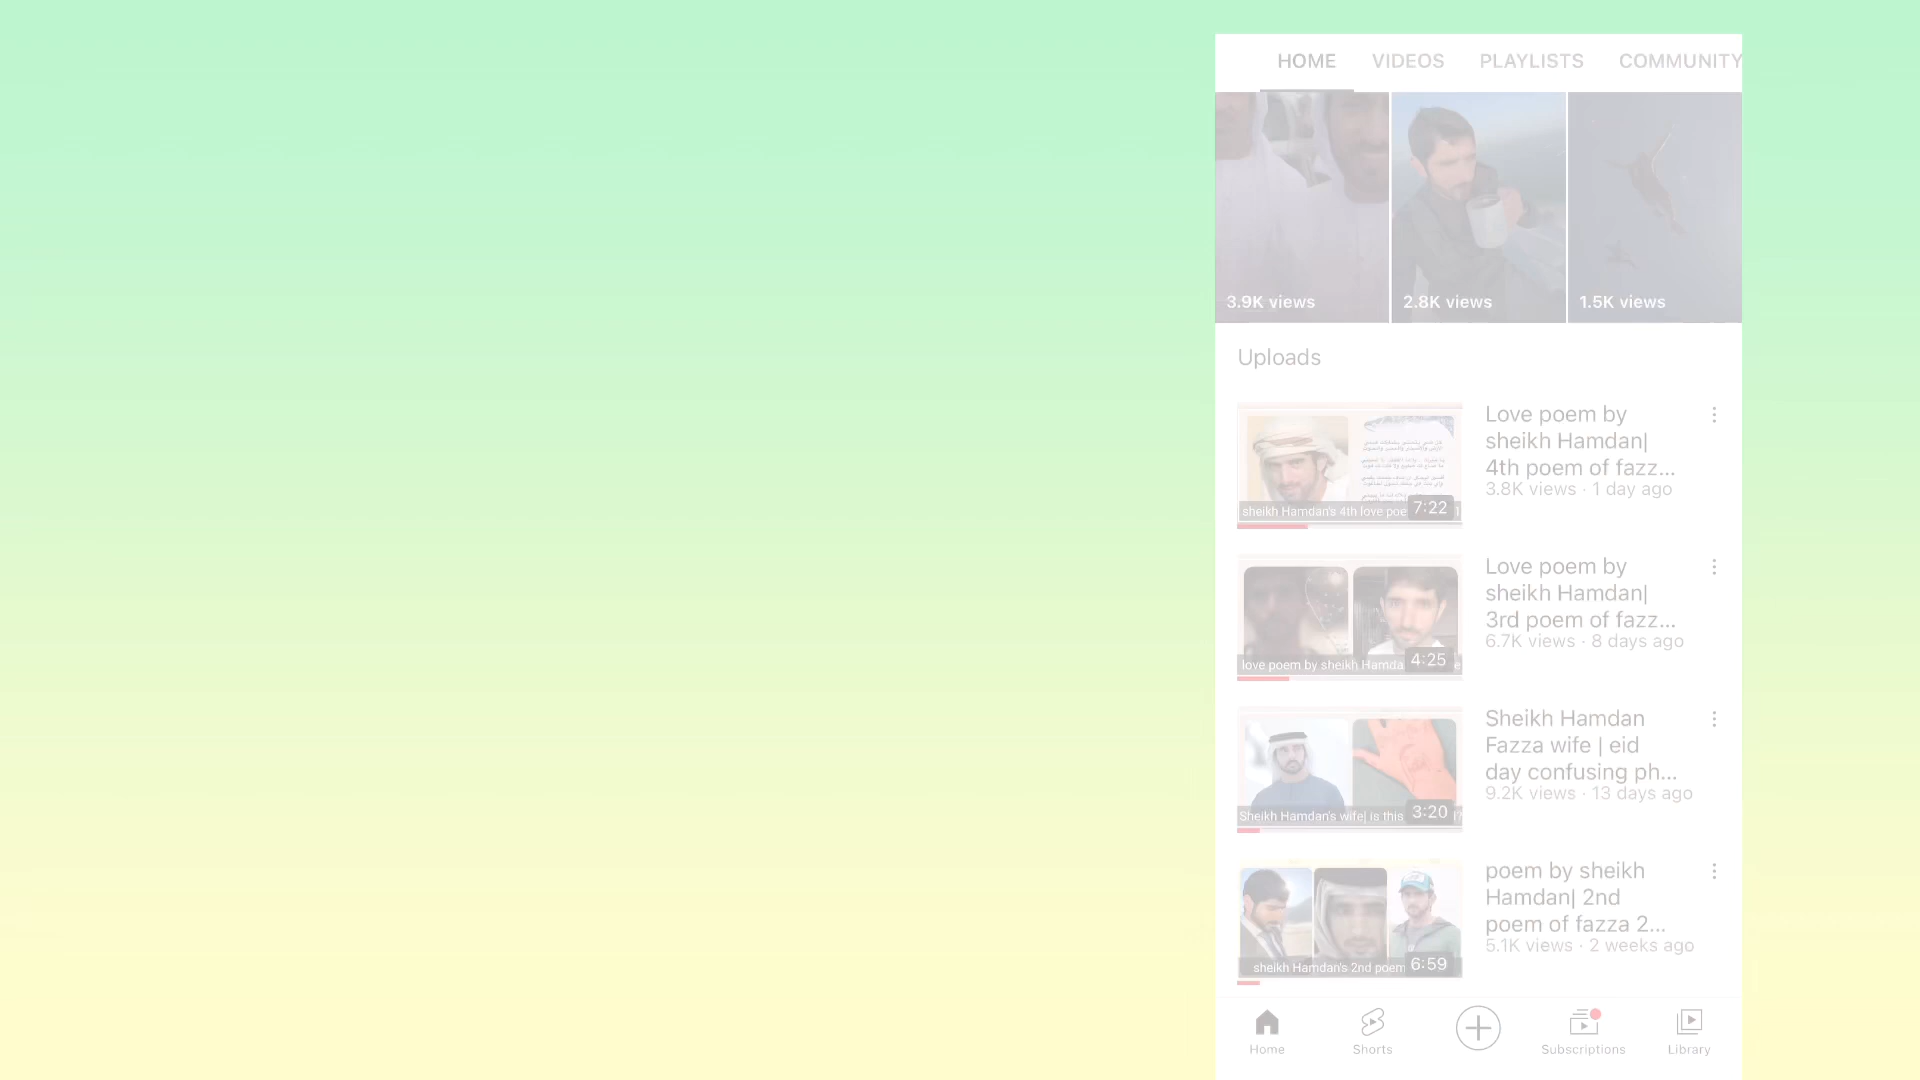 HOME VIDEOS PLAYLISTS COMMUNITY
3.9K views 2.8K views 1.5K views
Uploads
Love poem by
sheikh Hamdan|
4th poem of fazz...
3.8K views · 1 day ago
sheikh Hamdan's 4th love poe
7:22
Love poem by
sheikh Hamdan|
3rd poem of fazz...
6.7K views · 8 days ago
love poem by sheikh Hamda
4:25
Sheikh Hamdan
Fazza wife | eid
day confusing ph...
9.2K views · 13 days ago
Sheikh Hamdan's wife| is this
3:20
poem by sheikh
Hamdan| 2nd
poem of fazza 2...
5.1K views · 2 weeks ago
sheikh Hamdan's 2nd poem
6:59
Home Shorts Subscriptions Library